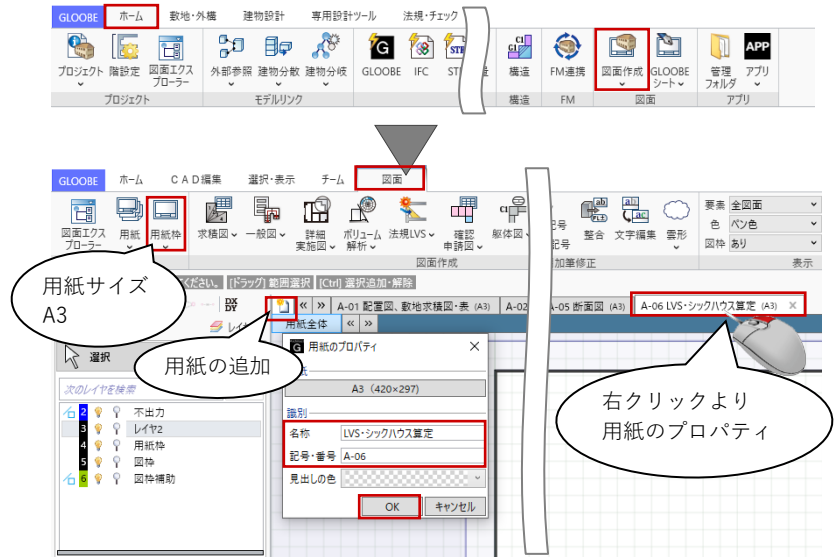 GLOOBE ホーム 敷地・外構 建物設計 専用設計ツール 法規・チェック
プロジェクト 階設定 図面エクスプローラー 外部参照 建物分散 建物分岐 GLOOBE IFC 構造 FM連携 図面作成 GLOOBEシート 管理フォルダ アプリ
プロジェクト モデルリンク 構造 FM 図面 アプリ
GLOOBE ホーム CAD編集 選択・表示 チーム 図面
図面エクスプローラー 用紙 用紙枠 求積図 一般図 詳細実施図 ボリューム解析 法規LVS 確認申請図 躯体図 整合 文字編集 雲形
要素 全図面
色 ペン色
図枠 あり
図面作成 加筆修正 表示
ください。 [ドラッグ] 範囲選択 [Ctrl] 選択追加・解除
« » A-01 配置図、敷地求積図・表 (A3) A-02 A-05 断面図 (A3) A-06 LVS・シックハウス算定 (A3) ×
用紙全体 « »
用紙サイズ
A3
用紙の追加
選択
次のレイヤを検索
2 不出力
3 レイヤ2
4 用紙枠
5 図枠
6 図枠補助
用紙のプロパティ ×
A3（420×297）
識別
名称 LVS・シックハウス算定
記号・番号 A-06
見出しの色
OK キャンセル
右クリックより
用紙のプロパティ